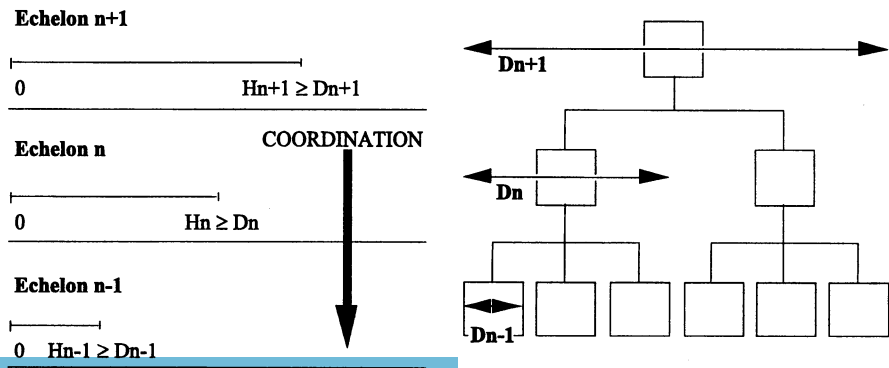 Echelon n+1
0 Hn+1 ≥ Dn+1
Echelon n
COORDINATION
0 Hn ≥ Dn
Echelon n-1
0 Hn-1 ≥ Dn-1
Dn+1
Dn
Dn-1